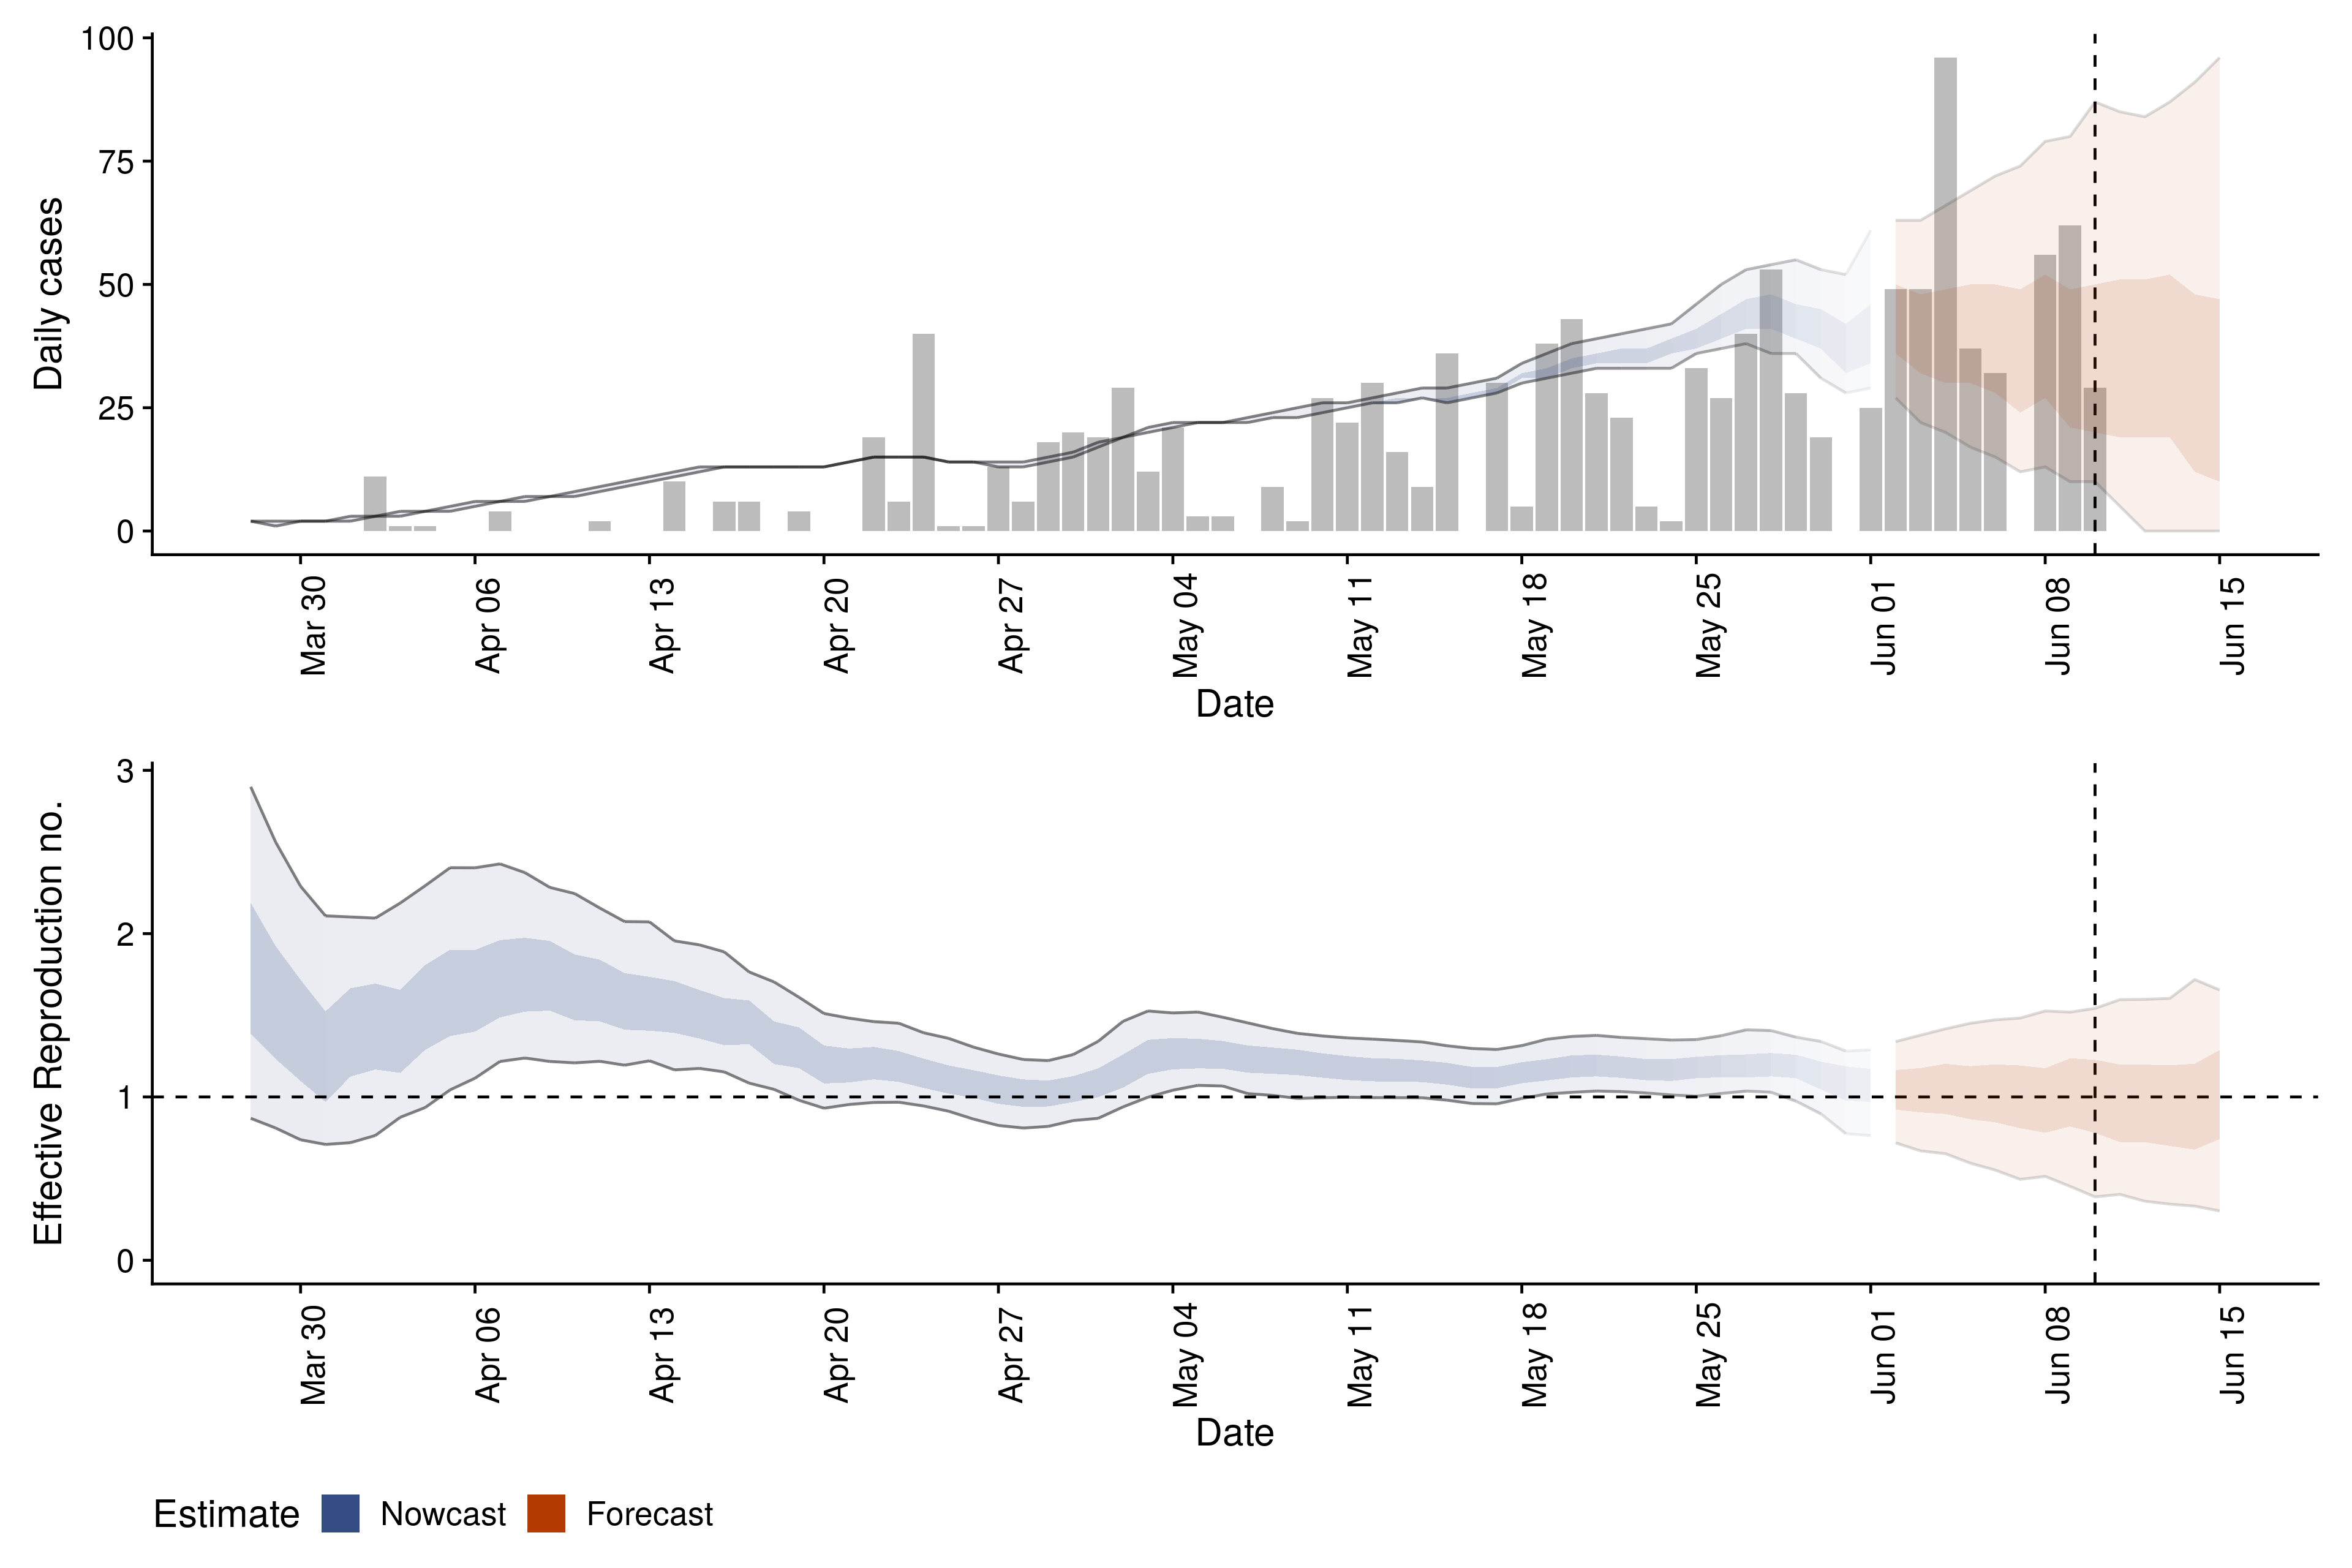 100
75
50
25
0
Daily cases
Mar 30
Apr 06
Apr 13
Apr 20
Apr 27
May 04
May 11
May 18
May 25
Jun 01
Jun 08
Jun 15
Date
3
2
1
0
Effective Reproduction no.
Mar 30
Apr 06
Apr 13
Apr 20
Apr 27
May 04
May 11
May 18
May 25
Jun 01
Jun 08
Jun 15
Date
Estimate Nowcast Forecast